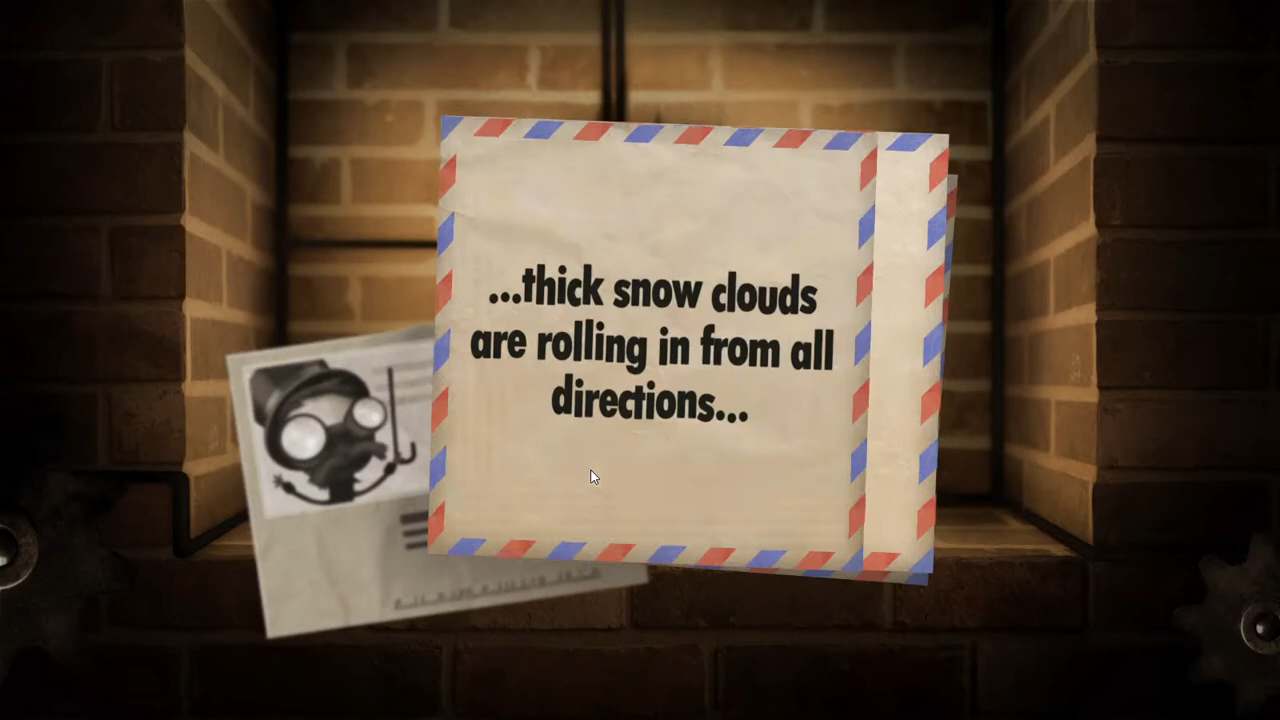 ...thick snow clouds
are rolling in from all
directions...